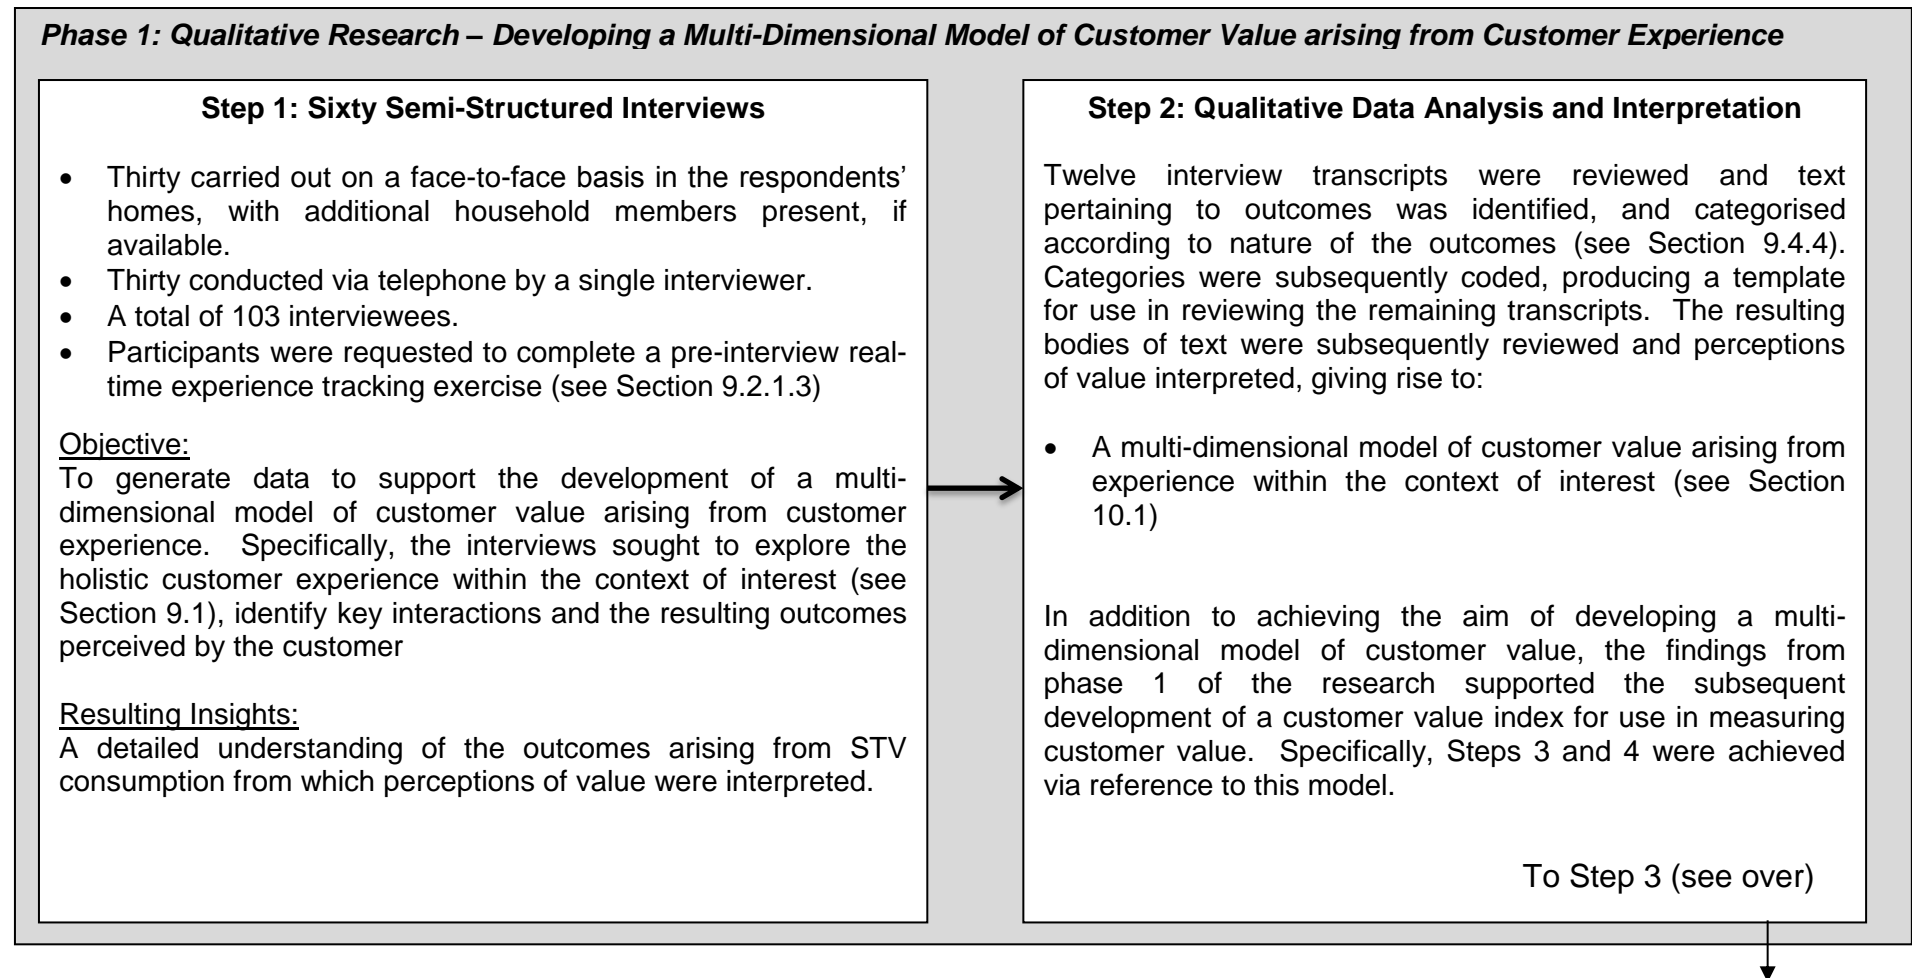 Phase 1: Qualitative Research – Developing a Multi-Dimensional Model of Customer Value arising from Customer Experience
Step 1: Sixty Semi-Structured Interviews
• Thirty carried out on a face-to-face basis in the respondents’
homes, with additional household members present, if
available.
• Thirty conducted via telephone by a single interviewer.
• A total of 103 interviewees.
• Participants were requested to complete a pre-interview real-
time experience tracking exercise (see Section 9.2.1.3)
Objective:
To generate data to support the development of a multi-
dimensional model of customer value arising from customer
experience. Specifically, the interviews sought to explore the
holistic customer experience within the context of interest (see
Section 9.1), identify key interactions and the resulting outcomes
perceived by the customer
Resulting Insights:
A detailed understanding of the outcomes arising from STV
consumption from which perceptions of value were interpreted.
Step 2: Qualitative Data Analysis and Interpretation
Twelve interview transcripts were reviewed and text
pertaining to outcomes was identified, and categorised
according to nature of the outcomes (see Section 9.4.4).
Categories were subsequently coded, producing a template
for use in reviewing the remaining transcripts. The resulting
bodies of text were subsequently reviewed and perceptions
of value interpreted, giving rise to:
• A multi-dimensional model of customer value arising from
experience within the context of interest (see Section
10.1)
In addition to achieving the aim of developing a multi-
dimensional model of customer value, the findings from
phase 1 of the research supported the subsequent
development of a customer value index for use in measuring
customer value. Specifically, Steps 3 and 4 were achieved
via reference to this model.
To Step 3 (see over)